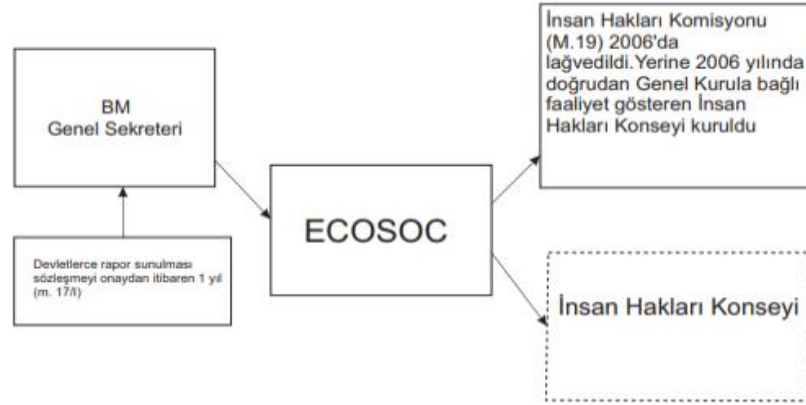 BM
Genel Sekreteri
Devletlerce rapor sunulması
sözleşmeyi onaydan itibaren 1 yıl
(m. 17/I)
ECOSOC
İnsan Hakları Komisyonu
(M.19) 2006'da
lağvedildi.Yerine 2006 yılında
doğrudan Genel Kurula bağlı
faaliyet gösteren İnsan
Hakları Konseyi kuruldu
İnsan Hakları Konseyi